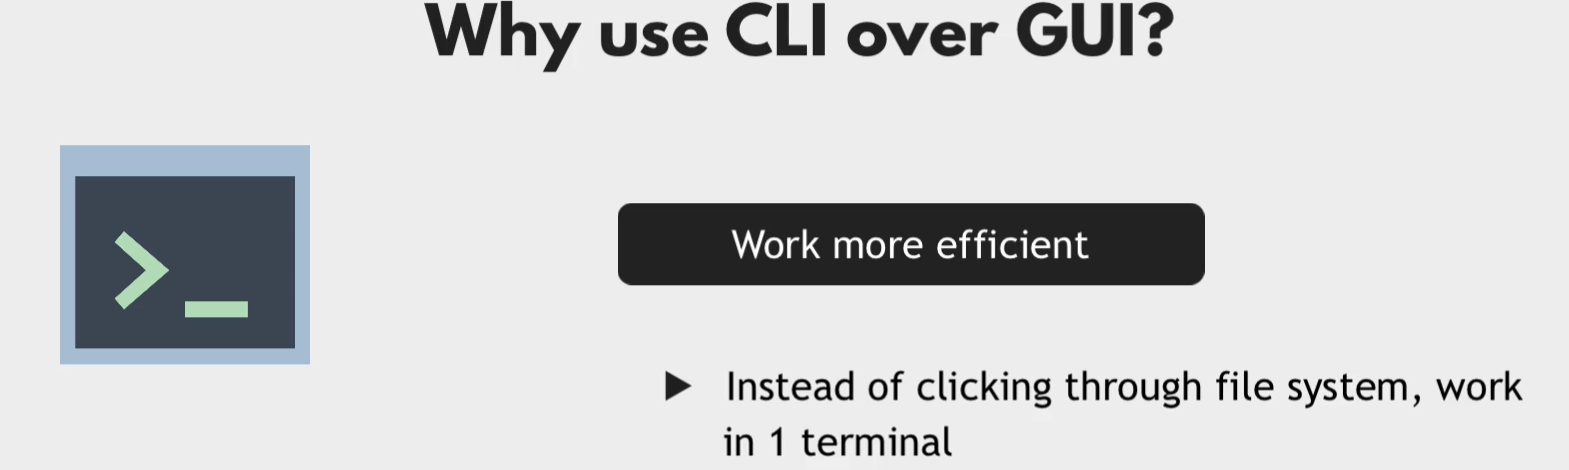 Why use CLI over GUI?
>_
Work more efficient
Instead of clicking through file system, work
in 1 terminal